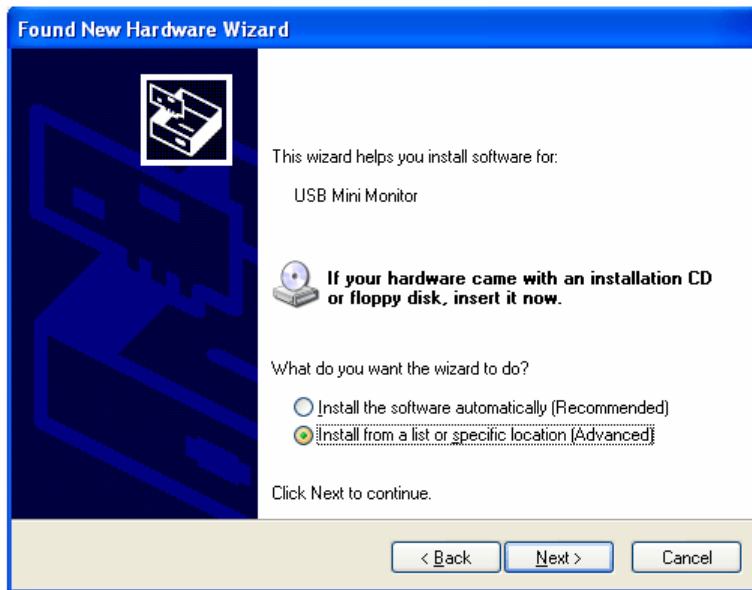 Found New Hardware Wizard
This wizard helps you install software for:
USB Mini Monitor
If your hardware came with an installation CD
or floppy disk, insert it now.
What do you want the wizard to do?
Install the software automatically (Recommended)
Install from a list or specific location (Advanced)
Click Next to continue.
< Back
Next >
Cancel